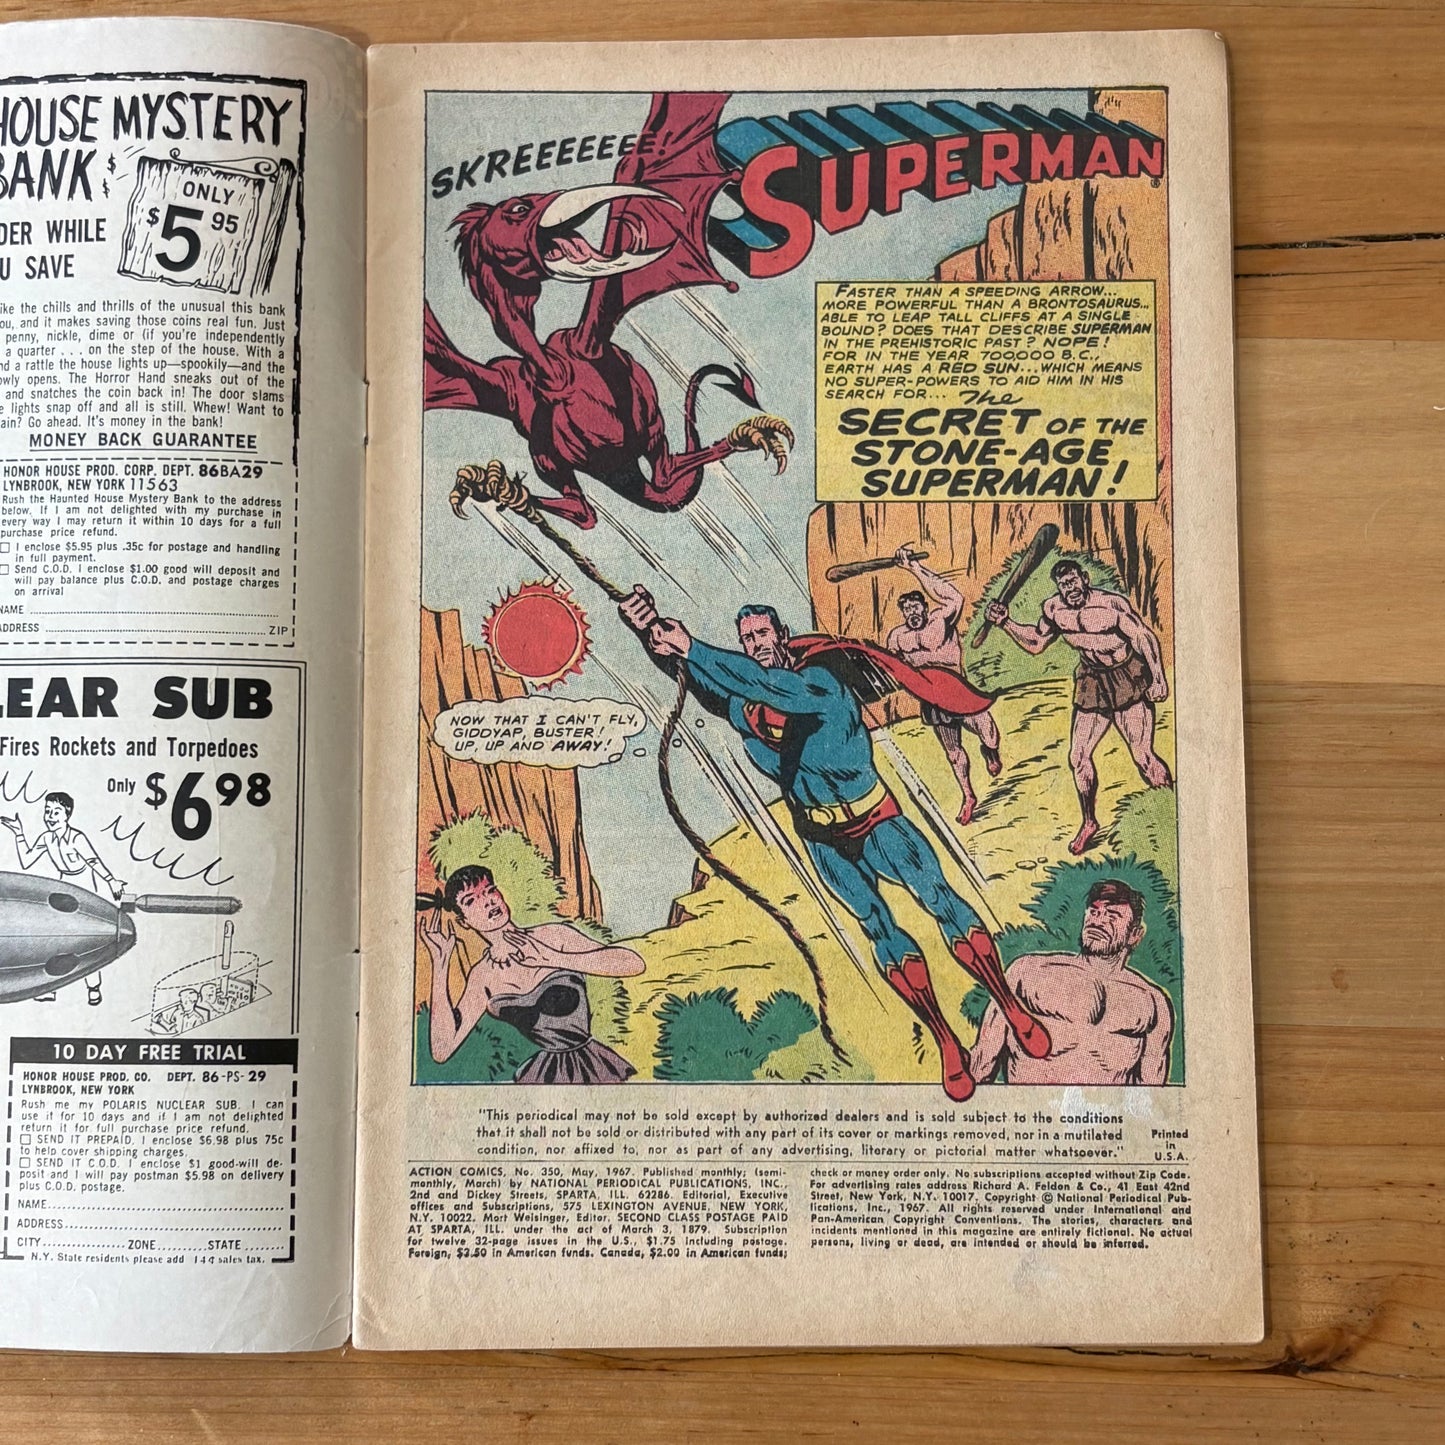 HOUSE MYSTERY
BANK
ONLY
$5.95
WHILE
SAVE
the chills and thrills of the unusual this bank
and it makes saving those coins real fun. Just
penny, nickle, dime or (if you're independently
a quarter . . . on the step of the house. With a
a rattle the house lights up—spookily—and the
opens. The Horror Hand sneaks out of the
and snatches the coin back in! The door slams
lights snap off and all is still. Whew! Want to
Go ahead. It's money in the bank!
MONEY BACK GUARANTEE
HONOR HOUSE PROD. CORP. DEPT. 86BA29
LYNBROOK, NEW YORK 11563
Rush the Haunted House Mystery Bank to the address
below. If I am not delighted with my purchase in
every way I may return it within 10 days for a full
purchase price refund.
I enclose $5.95 plus .35c for postage and handling
in full payment.
Send C.O.D. I enclose $1.00 good will deposit and
will pay balance plus C.O.D. and postage charges
on arrival
NAME
ADDRESS ZIP
SUB
Fires Rockets and Torpedoes
Only $6.98
10 DAY FREE TRIAL
HONOR HOUSE PROD. CO. DEPT. 86-PS-29
LYNBROOK, NEW YORK
Rush me my POLARIS NUCLEAR SUB. I can
use it for 10 days and if I am not delighted
return it for full purchase price refund.
SEND IT PREPAID. I enclose $6.98 plus 75c
to help cover shipping charges.
SEND IT C.O.D. I enclose $1 good-will de-
posit and I will pay postman $5.98 on delivery
plus C.O.D. postage.
NAME
ADDRESS
CITY ZONE STATE
N.Y. State residents please add 14¢ sales tax.
SKREEEEEEE!
SUPERMAN
FASTER THAN A SPEEDING ARROW...
MORE POWERFUL THAN A BRONTOSAURUS...
ABLE TO LEAP TALL CLIFFS AT A SINGLE
BOUND? DOES THAT DESCRIBE SUPERMAN
IN THE PREHISTORIC PAST? NOPE!
FOR IN THE YEAR 700,000 B.C.,
EARTH HAS A RED SUN...WHICH MEANS
NO SUPER-POWERS TO AID HIM IN HIS
SEARCH FOR... The
SECRET OF THE
STONE-AGE
SUPERMAN!
NOW THAT I CAN'T FLY,
GIDDYAP, BUSTER!
UP, UP AND AWAY!
"This periodical may not be sold except by authorized dealers and is sold subject to the conditions
that it shall not be sold or distributed with any part of its cover or markings removed, nor in a mutilated
condition, nor affixed to, nor as part of any advertising, literary or pictorial matter whatsoever."
Printed
in
U.S.A.
ACTION COMICS, No. 350, May, 1967. Published monthly; (semi-
monthly, March) by NATIONAL PERIODICAL PUBLICATIONS, INC.,
2nd and Dickey Streets, SPARTA, ILL. 62286. Editorial, Executive
offices and Subscriptions, 575 LEXINGTON AVENUE, NEW YORK,
N.Y. 10022. Mort Weisinger, Editor. SECOND CLASS POSTAGE PAID
AT SPARTA, ILL. under the act of March 3, 1879. Subscription
for twelve 32-page issues in the U.S., $1.75 including postage.
Foreign, $3.50 in American funds. Canada, $2.00 in American funds;
check or money order only. No subscriptions accepted without Zip Code.
For advertising rates address Richard A. Feldon & Co., 41 East 42nd
Street, New York, N.Y. 10017. Copyright © National Periodical Pub-
lications, Inc., 1967. All rights reserved under International and
Pan-American Copyright Conventions. The stories, characters and
incidents mentioned in this magazine are entirely fictional. No actual
persons, living or dead, are intended or should be inferred.